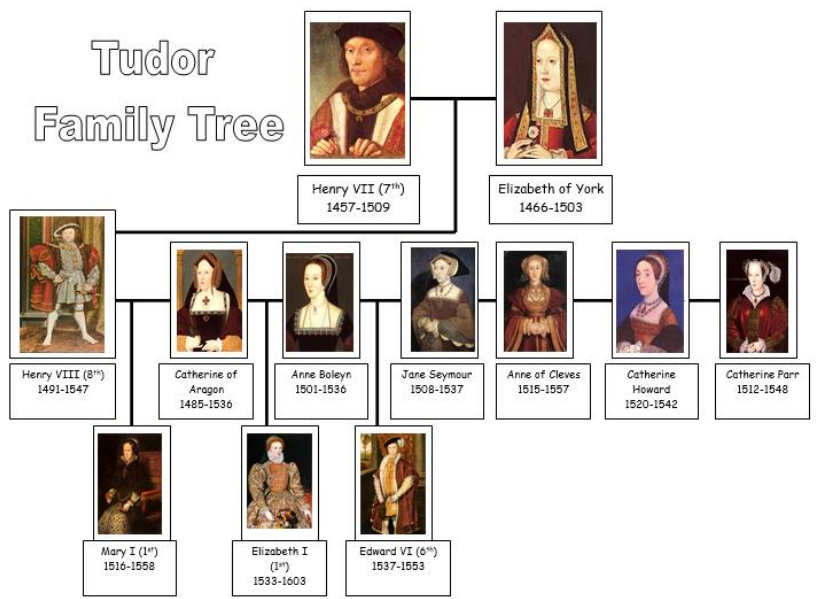 Tudor
Family Tree
Henry VII (7th)
1457-1509
Elizabeth of York
1466-1503
Henry VIII (8th)
1491-1547
Catherine of
Aragon
1485-1536
Anne Boleyn
1501-1536
Jane Seymour
1508-1537
Anne of Cleves
1515-1557
Catherine
Howard
1520-1542
Catherine Parr
1512-1548
Mary I (1st)
1516-1558
Elizabeth I
(1st)
1533-1603
Edward VI (6th)
1537-1553